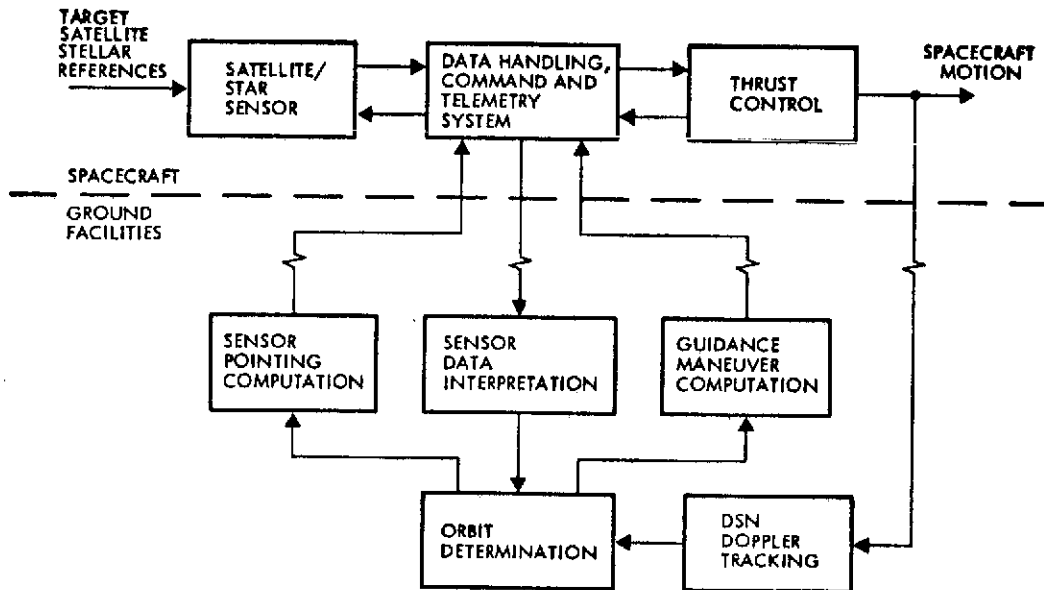 TARGET
SATELLITE
STELLAR
REFERENCES
SATELLITE/
STAR
SENSOR
DATA HANDLING,
COMMAND AND
TELEMETRY
SYSTEM
THRUST
CONTROL
SPACECRAFT
MOTION
SPACECRAFT
GROUND
FACILITIES
SENSOR
POINTING
COMPUTATION
SENSOR
DATA
INTERPRETATION
GUIDANCE
MANEUVER
COMPUTATION
ORBIT
DETERMINATION
DSN
DOPPLER
TRACKING